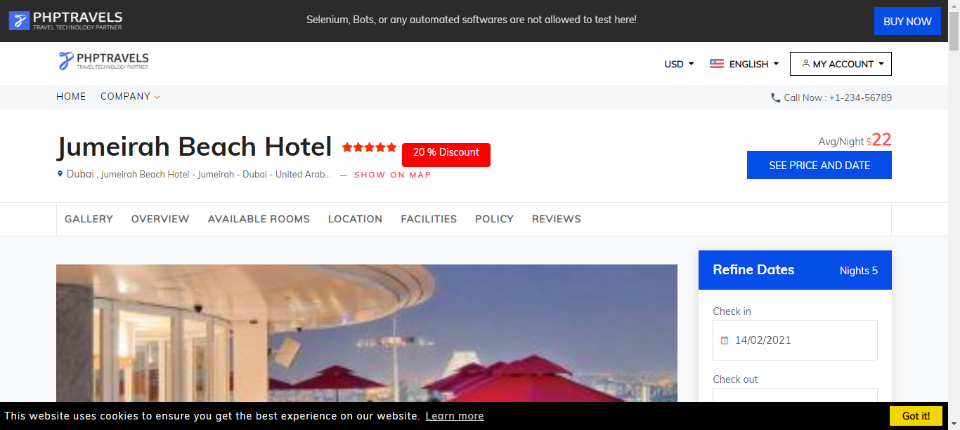 PHPTRAVELS
TRAVEL TECHNOLOGY PARTNER
Selenium, Bots, or any automated softwares are not allowed to test here!
BUY NOW
PHPTRAVELS
TRAVEL TECHNOLOGY PARTNER
USD
ENGLISH
MY ACCOUNT
HOME COMPANY
Call Now : +1-234-56789
Jumeirah Beach Hotel
20 % Discount
Avg/Night $22
Dubai , Jumeirah Beach Hotel - Jumeirah - Dubai - United Arab... — SHOW ON MAP
SEE PRICE AND DATE
GALLERY OVERVIEW AVAILABLE ROOMS LOCATION FACILITIES POLICY REVIEWS
Refine Dates
Nights 5
Check in
14/02/2021
Check out
This website uses cookies to ensure you get the best experience on our website. Learn more
Got it!